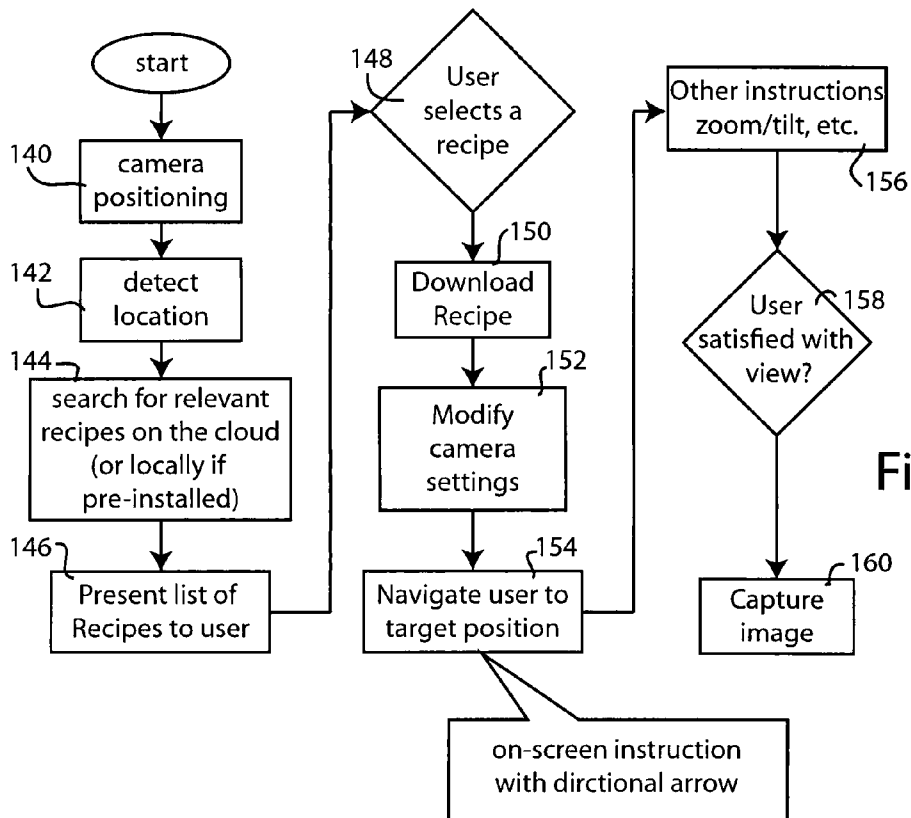 start
140
camera
positioning
142
detect
location
144
search for relevant
recipes on the cloud
(or locally if
pre-installed)
146
Present list of
Recipes to user
148
User
selects a
recipe
150
Download
Recipe
152
Modify
camera
settings
154
Navigate user to
target position
on-screen instruction
with dirctional arrow
Other instructions
zoom/tilt, etc.
156
158
User
satisfied with
view?
160
Capture
image
Fi